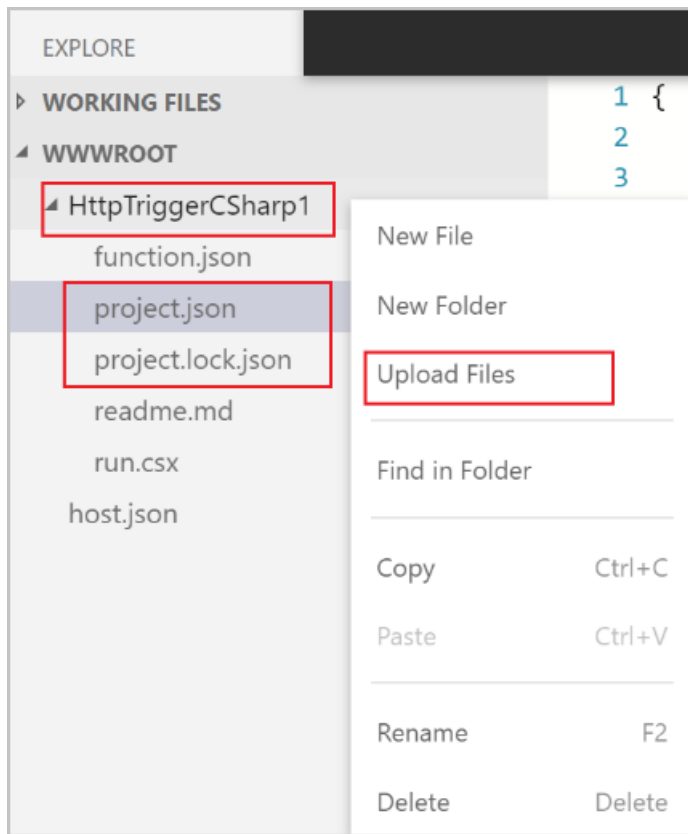 EXPLORE
WORKING FILES
WWWROOT
HttpTriggerCSharp1
function.json
project.json
project.lock.json
readme.md
run.csx
host.json
1 {
2
3
New File
New Folder
Upload Files
Find in Folder
Copy Ctrl+C
Paste Ctrl+V
Rename F2
Delete Delete